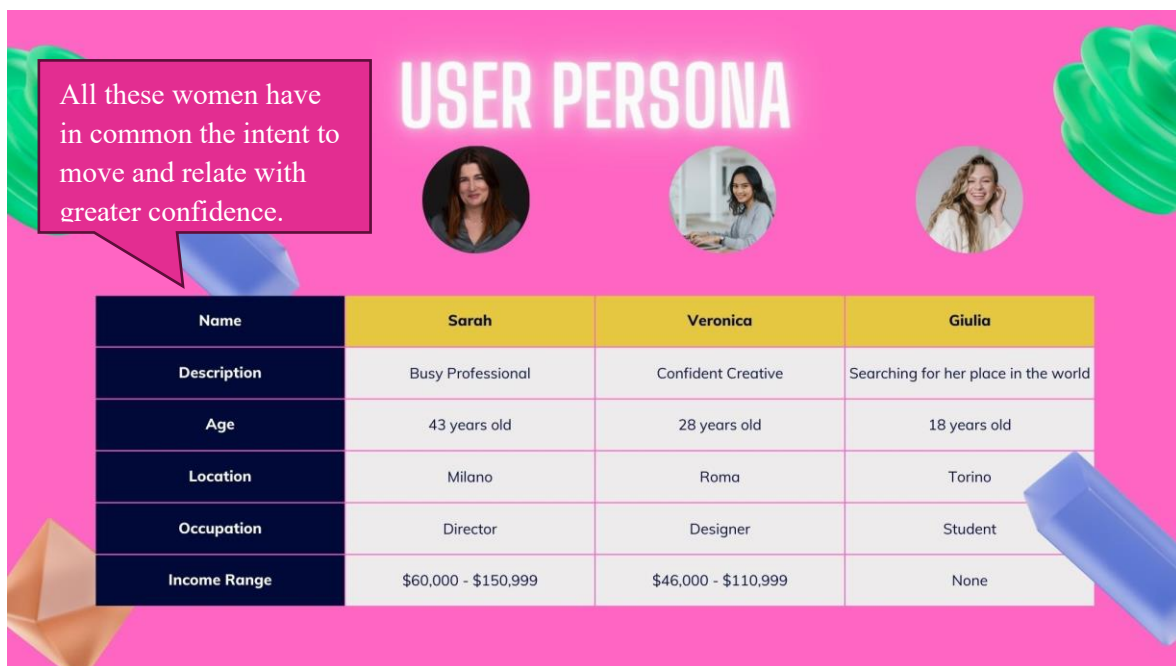 USER PERSONA
All these women have
in common the intent to
move and relate with
greater confidence.
Name Sarah Veronica Giulia
Description Busy Professional Confident Creative Searching for her place in the world
Age 43 years old 28 years old 18 years old
Location Milano Roma Torino
Occupation Director Designer Student
Income Range $60,000 - $150,999 $46,000 - $110,999 None